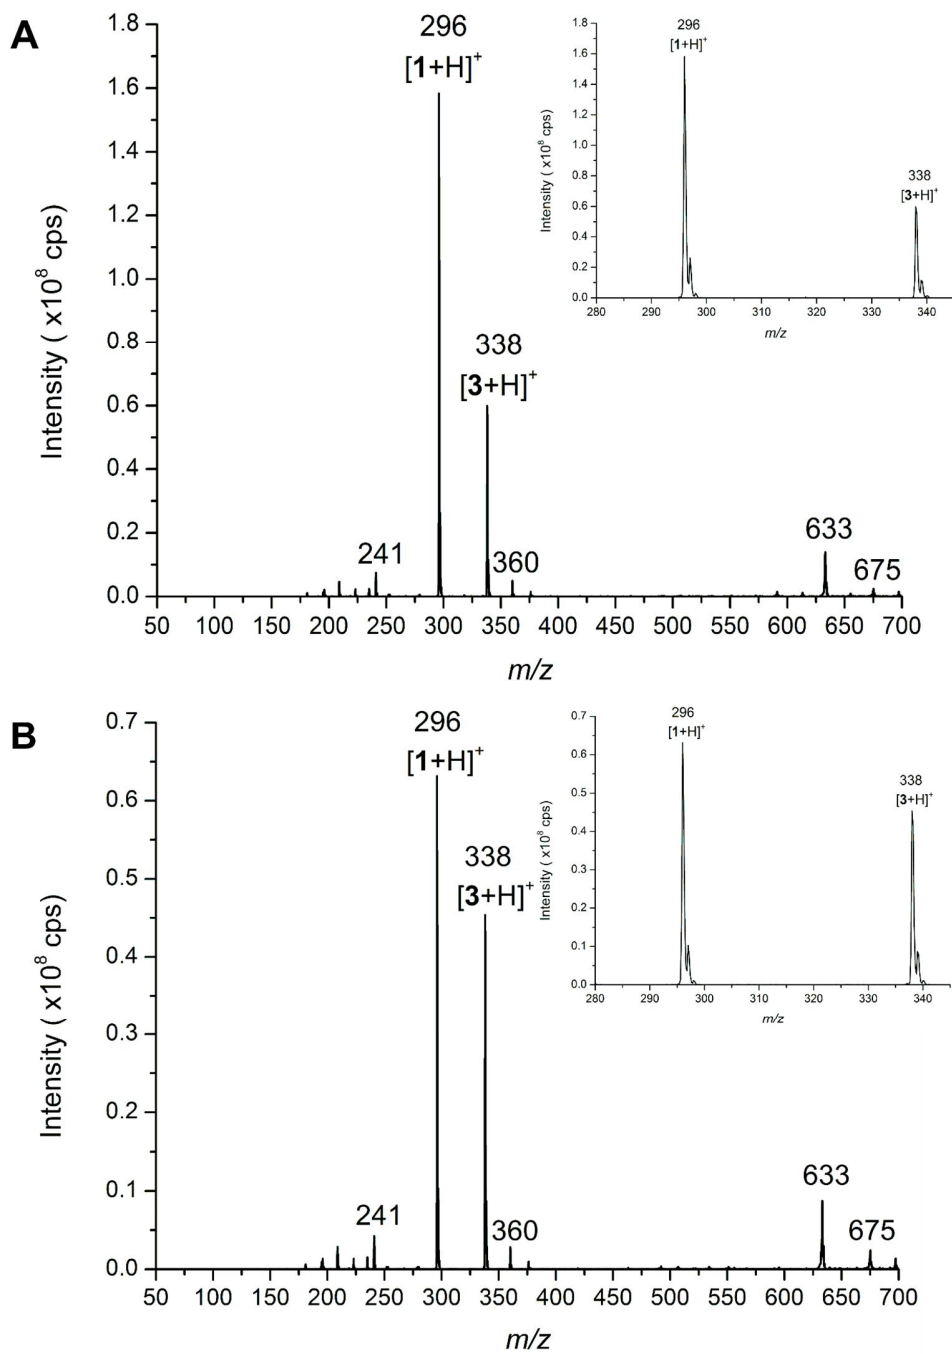 A
296
[1+H]+
338
[3+H]+
241
360
633
675
1.8
1.6
1.4
1.2
1.0
0.8
0.6
0.4
0.2
0.0
Intensity ( x10⁸ cps)
50 100 150 200 250 300 350 400 450 500 550 600 650 700
m/z
296
[1+H]+
338
[3+H]+
1.8
1.6
1.4
1.2
1.0
0.8
0.6
0.4
0.2
0.0
Intensity ( x10⁸ cps)
280 290 300 310 320 330 340
m/z
B
296
[1+H]+
338
[3+H]+
241
360
633
675
0.7
0.6
0.5
0.4
0.3
0.2
0.1
0.0
Intensity ( x10⁸ cps)
50 100 150 200 250 300 350 400 450 500 550 600 650 700
m/z
296
[1+H]+
338
[3+H]+
0.7
0.6
0.5
0.4
0.3
0.2
0.1
0.0
Intensity ( x10⁸ cps)
280 290 300 310 320 330 340
m/z